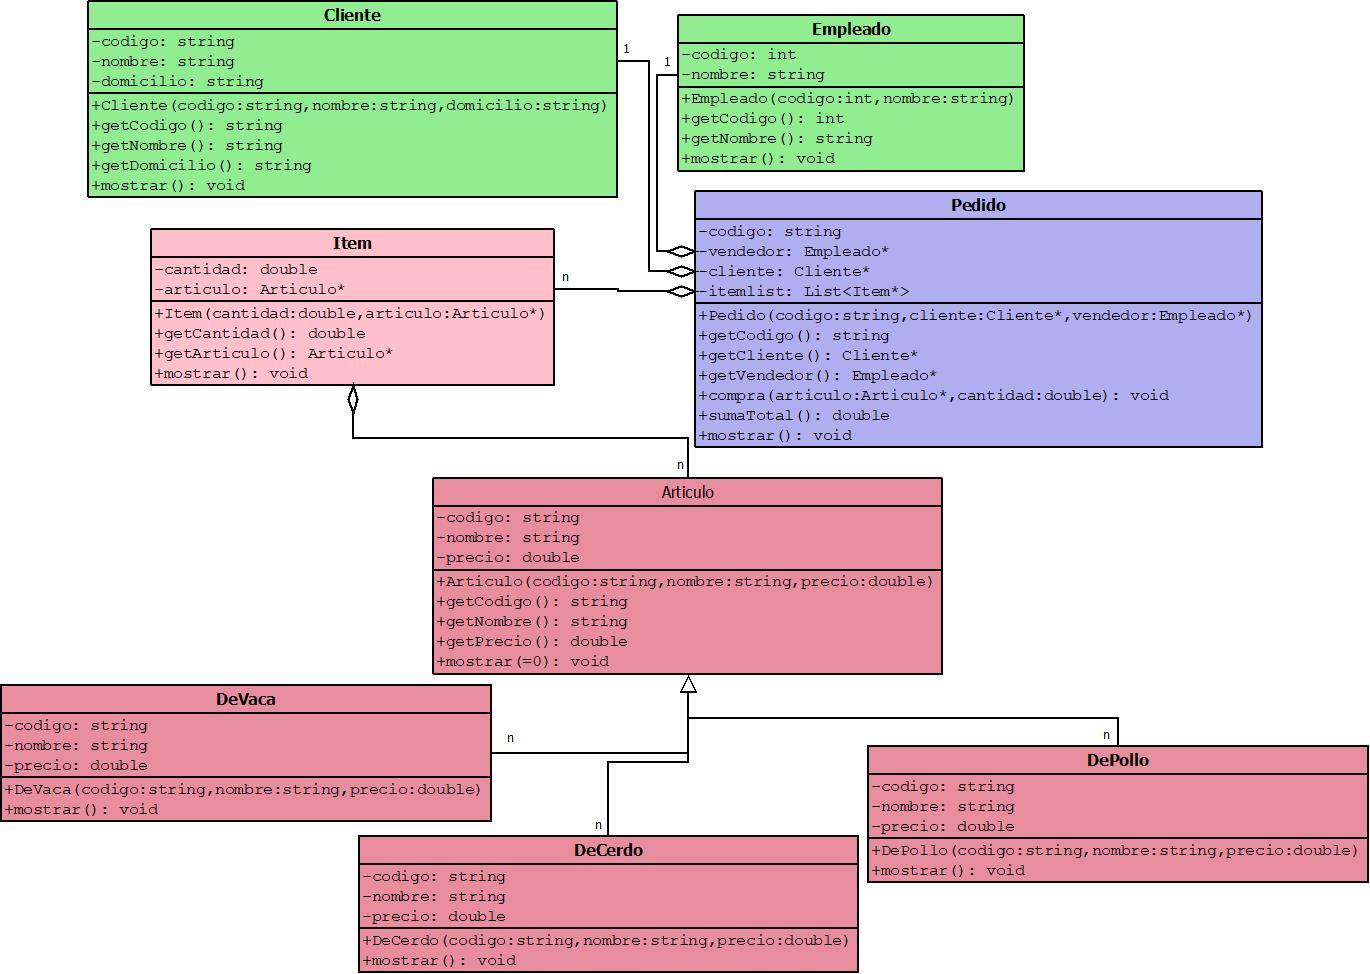 Cliente
-codigo: string
-nombre: string
-domicilio: string
+Cliente(codigo:string,nombre:string,domicilio:string)
+getCodigo(): string
+getNombre(): string
+getDomicilio(): string
+mostrar(): void
1
1
Empleado
-codigo: int
-nombre: string
+Empleado(codigo:int,nombre:string)
+getCodigo(): int
+getNombre(): string
+mostrar(): void
Item
-cantidad: double
-articulo: Articulo*
+Item(cantidad:double,articulo:Articulo*)
+getCantidad(): double
+getArticulo(): Articulo*
+mostrar(): void
n
Pedido
-codigo: string
-vendedor: Empleado*
-cliente: Cliente*
-itemlist: List<Item*>
+Pedido(codigo:string,cliente:Cliente*,vendedor:Empleado*)
+getCodigo(): string
+getCliente(): Cliente*
+getVendedor(): Empleado*
+compra(articulo:Articulo*,cantidad:double): void
+sumaTotal(): double
+mostrar(): void
n
Articulo
-codigo: string
-nombre: string
-precio: double
+Articulo(codigo:string,nombre:string,precio:double)
+getCodigo(): string
+getNombre(): string
+getPrecio(): double
+mostrar(=0): void
DeVaca
-codigo: string
-nombre: string
-precio: double
+DeVaca(codigo:string,nombre:string,precio:double)
+mostrar(): void
n
n
DeCerdo
-codigo: string
-nombre: string
-precio: double
+DeCerdo(codigo:string,nombre:string,precio:double)
+mostrar(): void
n
DePollo
-codigo: string
-nombre: string
-precio: double
+DePollo(codigo:string,nombre:string,precio:double)
+mostrar(): void